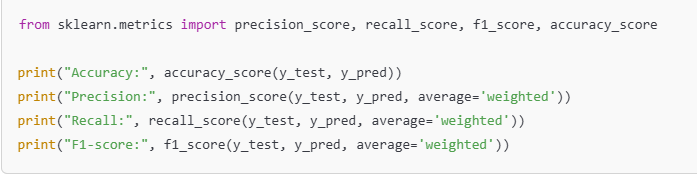 from sklearn.metrics import precision_score, recall_score, f1_score, accuracy_score
print("Accuracy:", accuracy_score(y_test, y_pred))
print("Precision:", precision_score(y_test, y_pred, average='weighted'))
print("Recall:", recall_score(y_test, y_pred, average='weighted'))
print("F1-score:", f1_score(y_test, y_pred, average='weighted'))